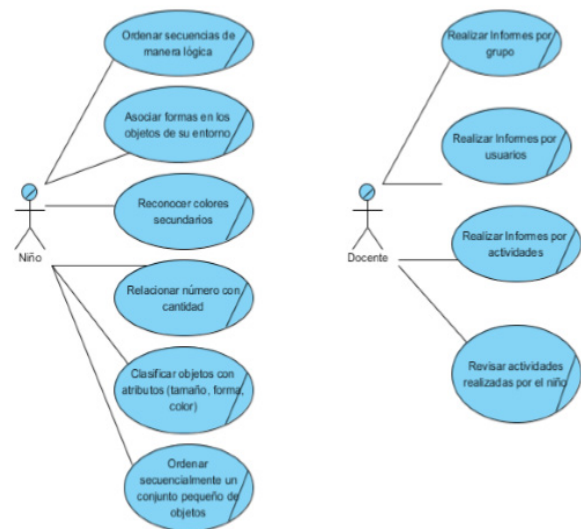 Ordenar secuencias de
manera lógica
Asociar formas en los
objetos de su entorno
Reconocer colores
secundarios
Niño
Relacionar número con
cantidad
Clasificar objetos con
atributos (tamaño, forma,
color)
Ordenar
secuencialmente un
conjunto pequeño de
objetos
Realizar Informes por
grupo
Realizar Informes por
usuarios
Realizar Informes por
actividades
Docente
Revisar actividades
realizadas por el niño